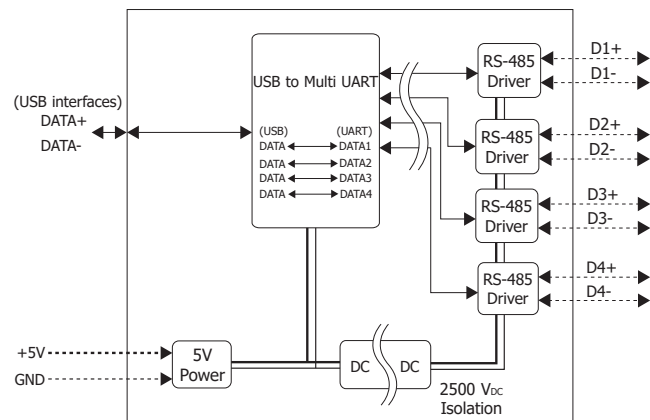 USB to Multi UART
(USB) (UART)
DATA DATA1
DATA DATA2
DATA DATA3
DATA DATA4
(USB interfaces)
DATA+
DATA-
RS-485
Driver
D1+
D1-
RS-485
Driver
D2+
D2-
RS-485
Driver
D3+
D3-
RS-485
Driver
D4+
D4-
+5V
GND
5V
Power
DC DC
2500 VDC
Isolation